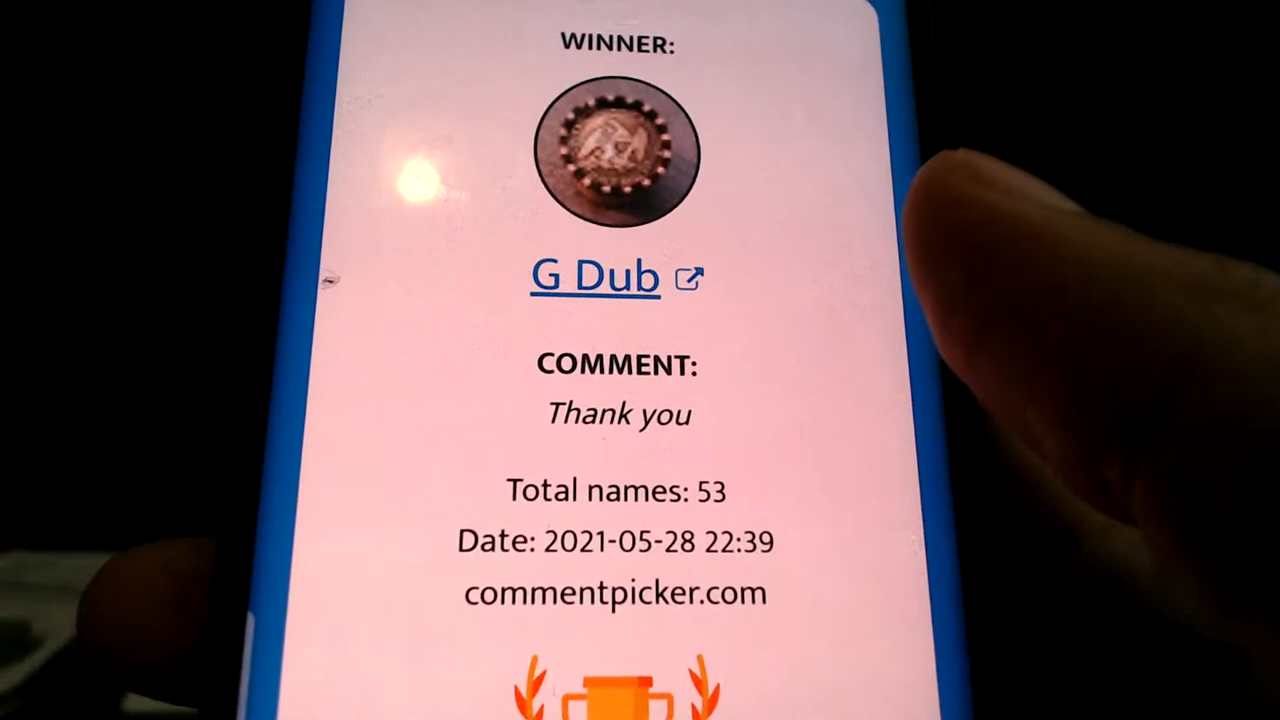 WINNER:
G Dub
COMMENT:
Thank you
Total names: 53
Date: 2021-05-28 22:39
commentpicker.com